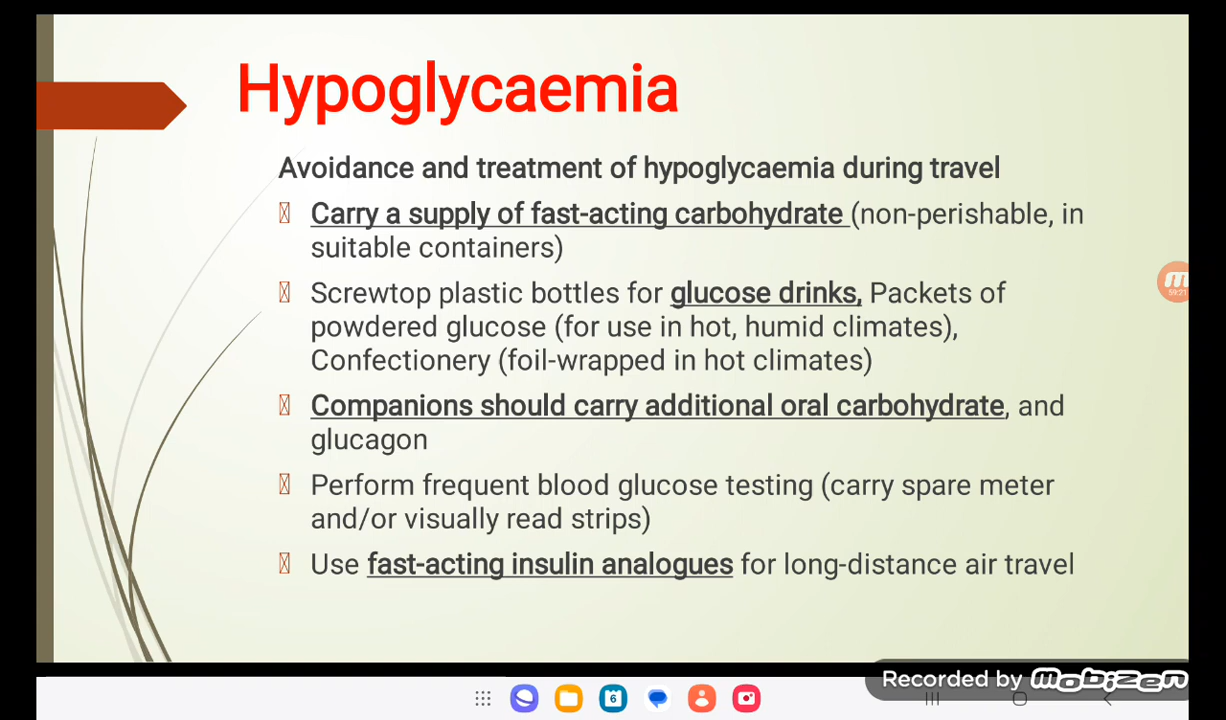 Hypoglycaemia
Avoidance and treatment of hypoglycaemia during travel
Carry a supply of fast-acting carbohydrate (non-perishable, in
suitable containers)
Screwtop plastic bottles for glucose drinks, Packets of
powdered glucose (for use in hot, humid climates),
Confectionery (foil-wrapped in hot climates)
Companions should carry additional oral carbohydrate, and
glucagon
Perform frequent blood glucose testing (carry spare meter
and/or visually read strips)
Use fast-acting insulin analogues for long-distance air travel
59:21
Recorded by mobizen
6